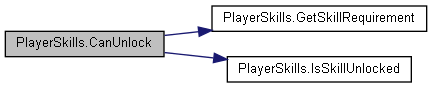 PlayerSkills.CanUnlock
PlayerSkills.GetSkillRequirement
PlayerSkills.IsSkillUnlocked